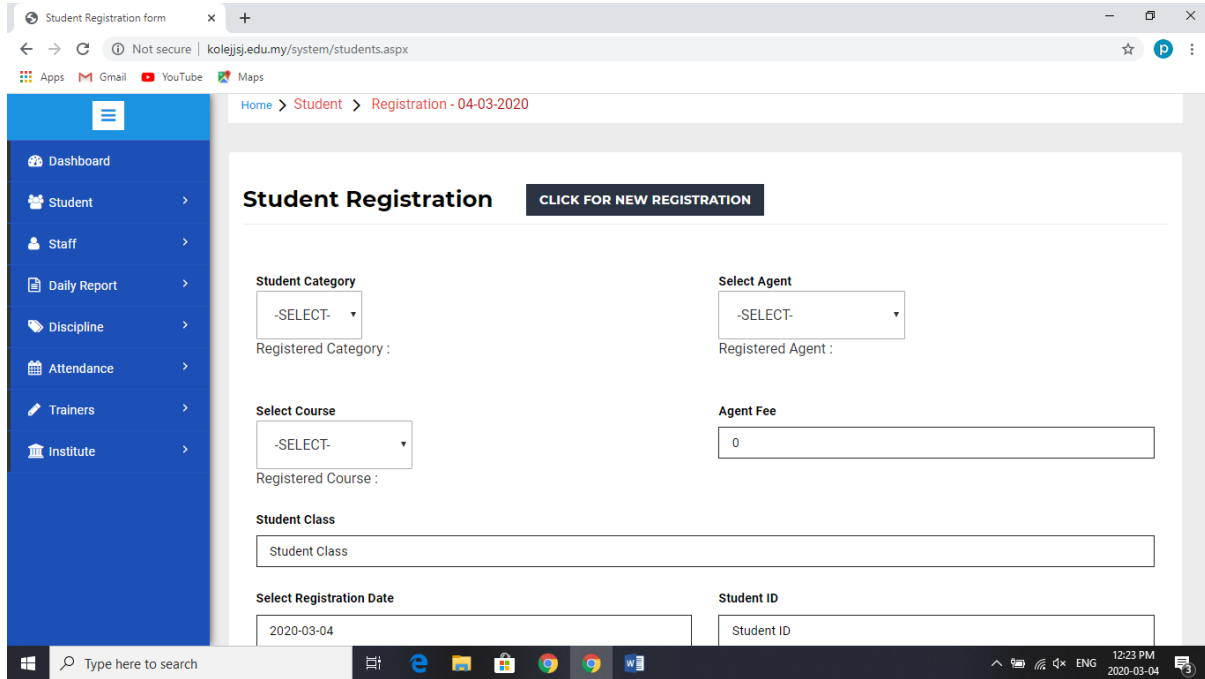 Student Registration form
Not secure | kolejjsj.edu.my/system/students.aspx
p
Apps Gmail YouTube Maps
Home > Student > Registration - 04-03-2020
Dashboard
Student
Staff
Daily Report
Discipline
Attendance
Trainers
Institute
Student Registration CLICK FOR NEW REGISTRATION
Student Category Select Agent
-SELECT- -SELECT-
Registered Category : Registered Agent :
Select Course Agent Fee
-SELECT- 0
Registered Course :
Student Class
Student Class
Select Registration Date Student ID
2020-03-04 Student ID
Type here to search
ENG 12:23 PM
2020-03-04
3